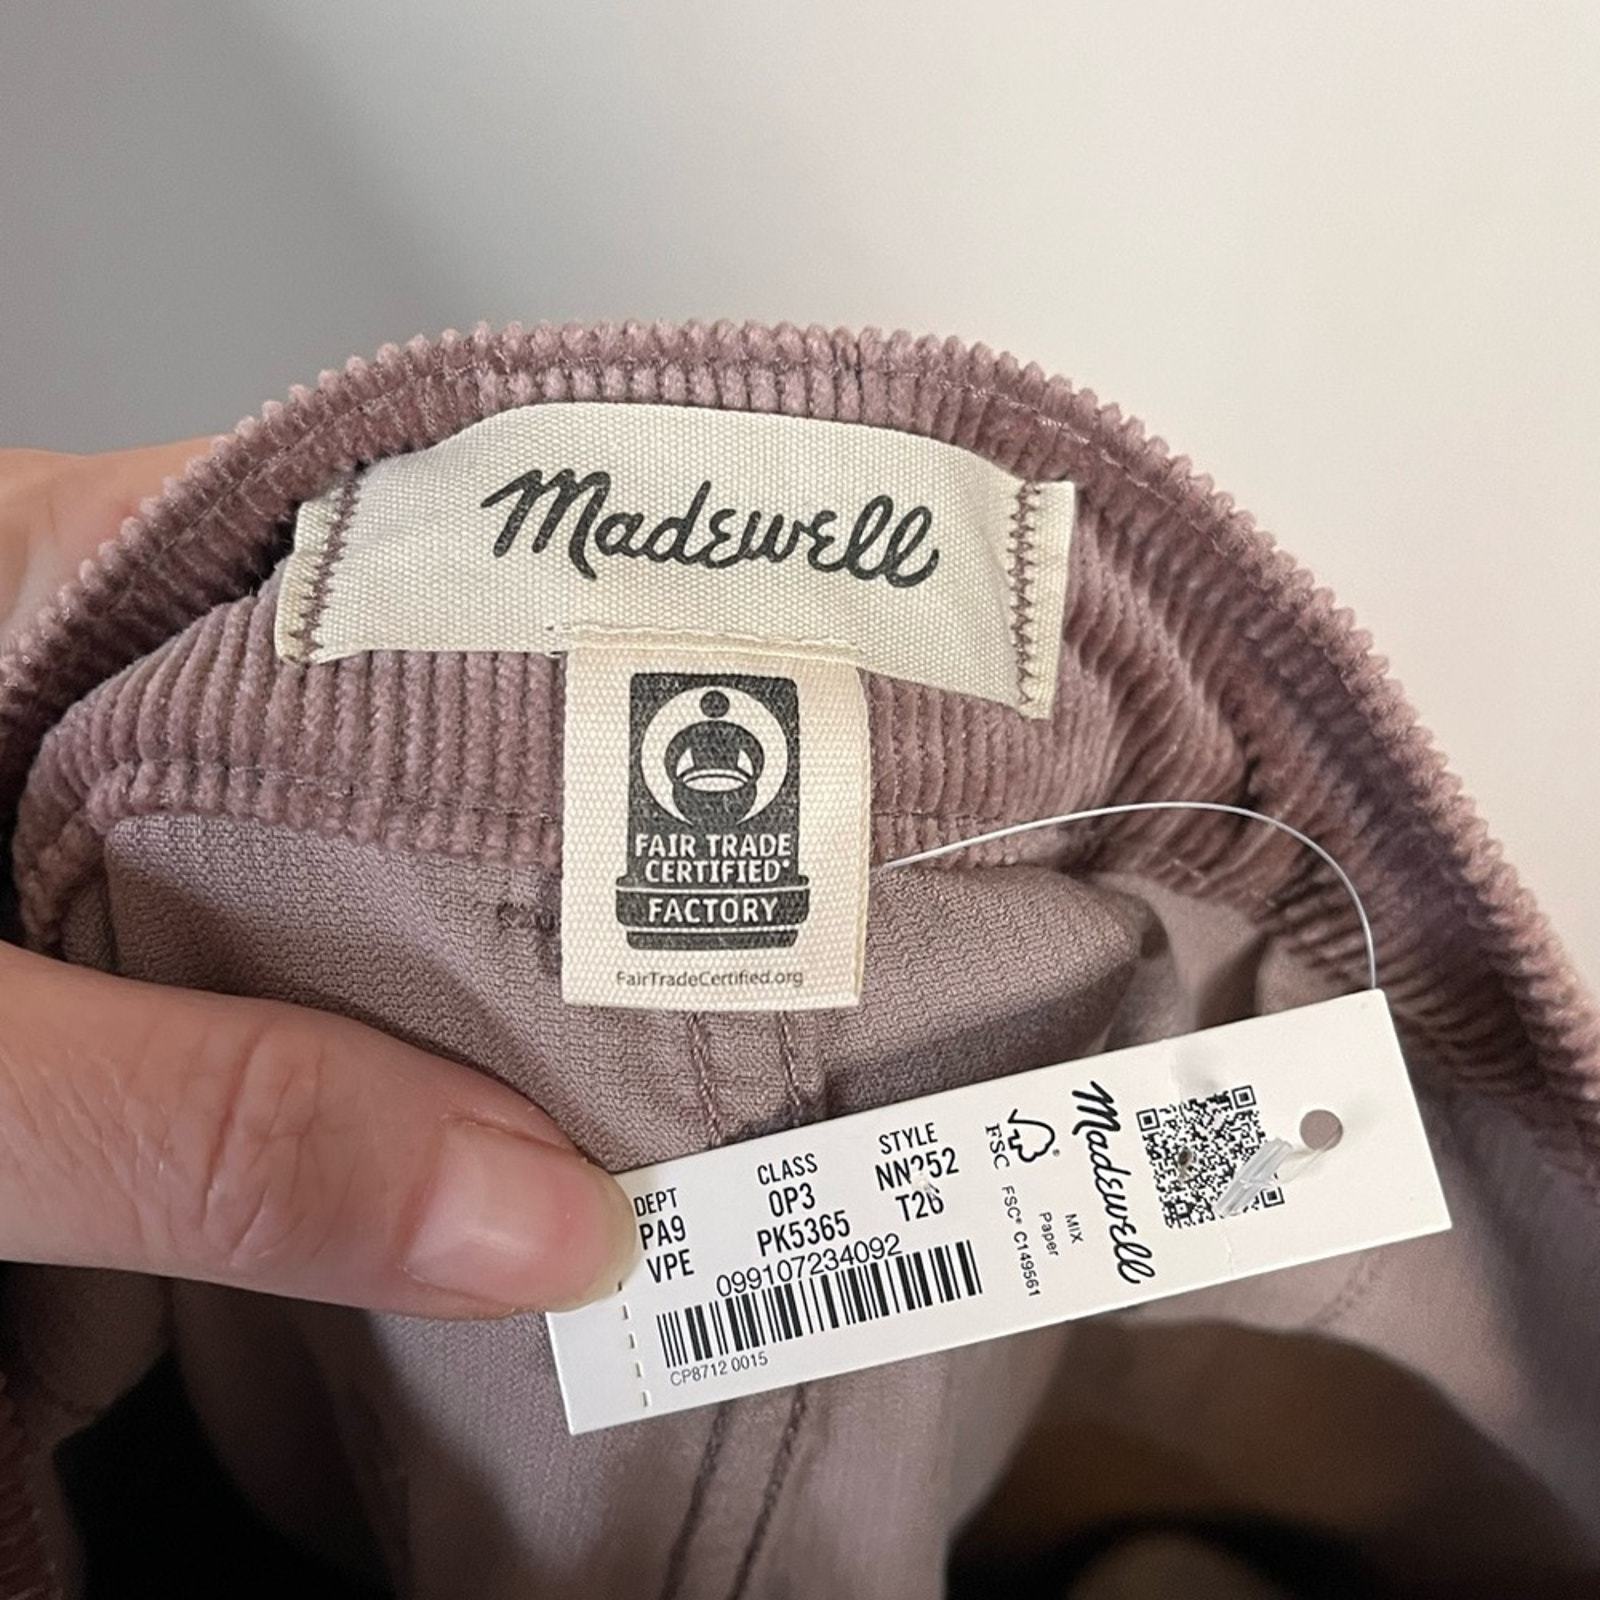 Madewell
FAIR TRADE
CERTIFIED®
FACTORY
FairTradeCertified.org
DEPT CLASS STYLE
PA9 0P3 NN252
VPE PK5365 T26
099107234092
CP8712 0015
FSC®
FSC® C149561
Paper
MIX
Madewell